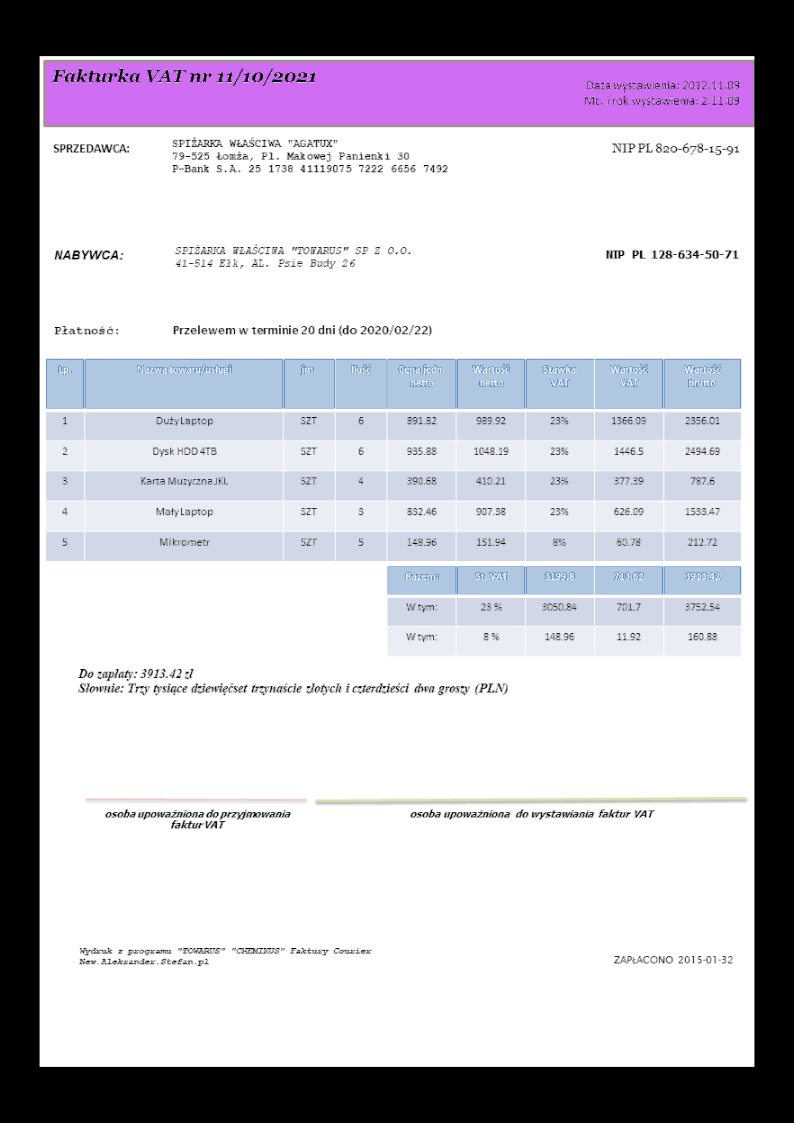 Fakturka VAT nr 11/10/2021
Data wystawienia: 2012.11.09
Mc. i rok wystawienia: 2.11.09
SPRZEDAWCA: SPIŻARKA WŁAŚCIWA "AGATUX" NIP PL 820-678-15-91
79-525 Łomża, Pl. Makowej Panienki 30
P-Bank S.A. 25 1738 41119075 7222 6656 7492
NABYWCA: SPIŻARKA WŁAŚCIWA "TOWARUS" SP Z O.O. NIP PL 128-634-50-71
41-514 Ełk, AL. Psie Budy 26
Płatność: Przelewem w terminie 20 dni (do 2020/02/22)
Lp. Nazwa towaru/usługi jm. Ilość Cena jedn. netto Wartość netto Stawka VAT Wartość VAT Wartość brutto
1 Duży Laptop SZT 6 891.82 989.92 23% 1366.09 2356.01
2 Dysk HDD 4TB SZT 6 935.88 1048.19 23% 1446.5 2494.69
3 Karta Muzyczna JKL SZT 4 390.68 410.21 23% 377.39 787.6
4 Mały Laptop SZT 3 832.46 907.38 23% 626.09 1533.47
5 Mikrometr SZT 5 148.96 151.94 8% 60.78 212.72
Razem: St. VAT 3199.8 713.62 3913.42
W tym: 23 % 3050.84 701.7 3752.54
W tym: 8 % 148.96 11.92 160.88
Do zapłaty: 3913.42 zł
Słownie: Trzy tysiące dziewięćset trzynaście złotych i czterdzieści dwa groszy (PLN)
osoba upoważniona do przyjmowania osoba upoważniona do wystawiania faktur VAT
faktur VAT
Wydruk z programu "TOWARUS" "CHEMIKUS" Faktury Courier
New.Aleksander.Stefan.pl
ZAPŁACONO 2015-01-32